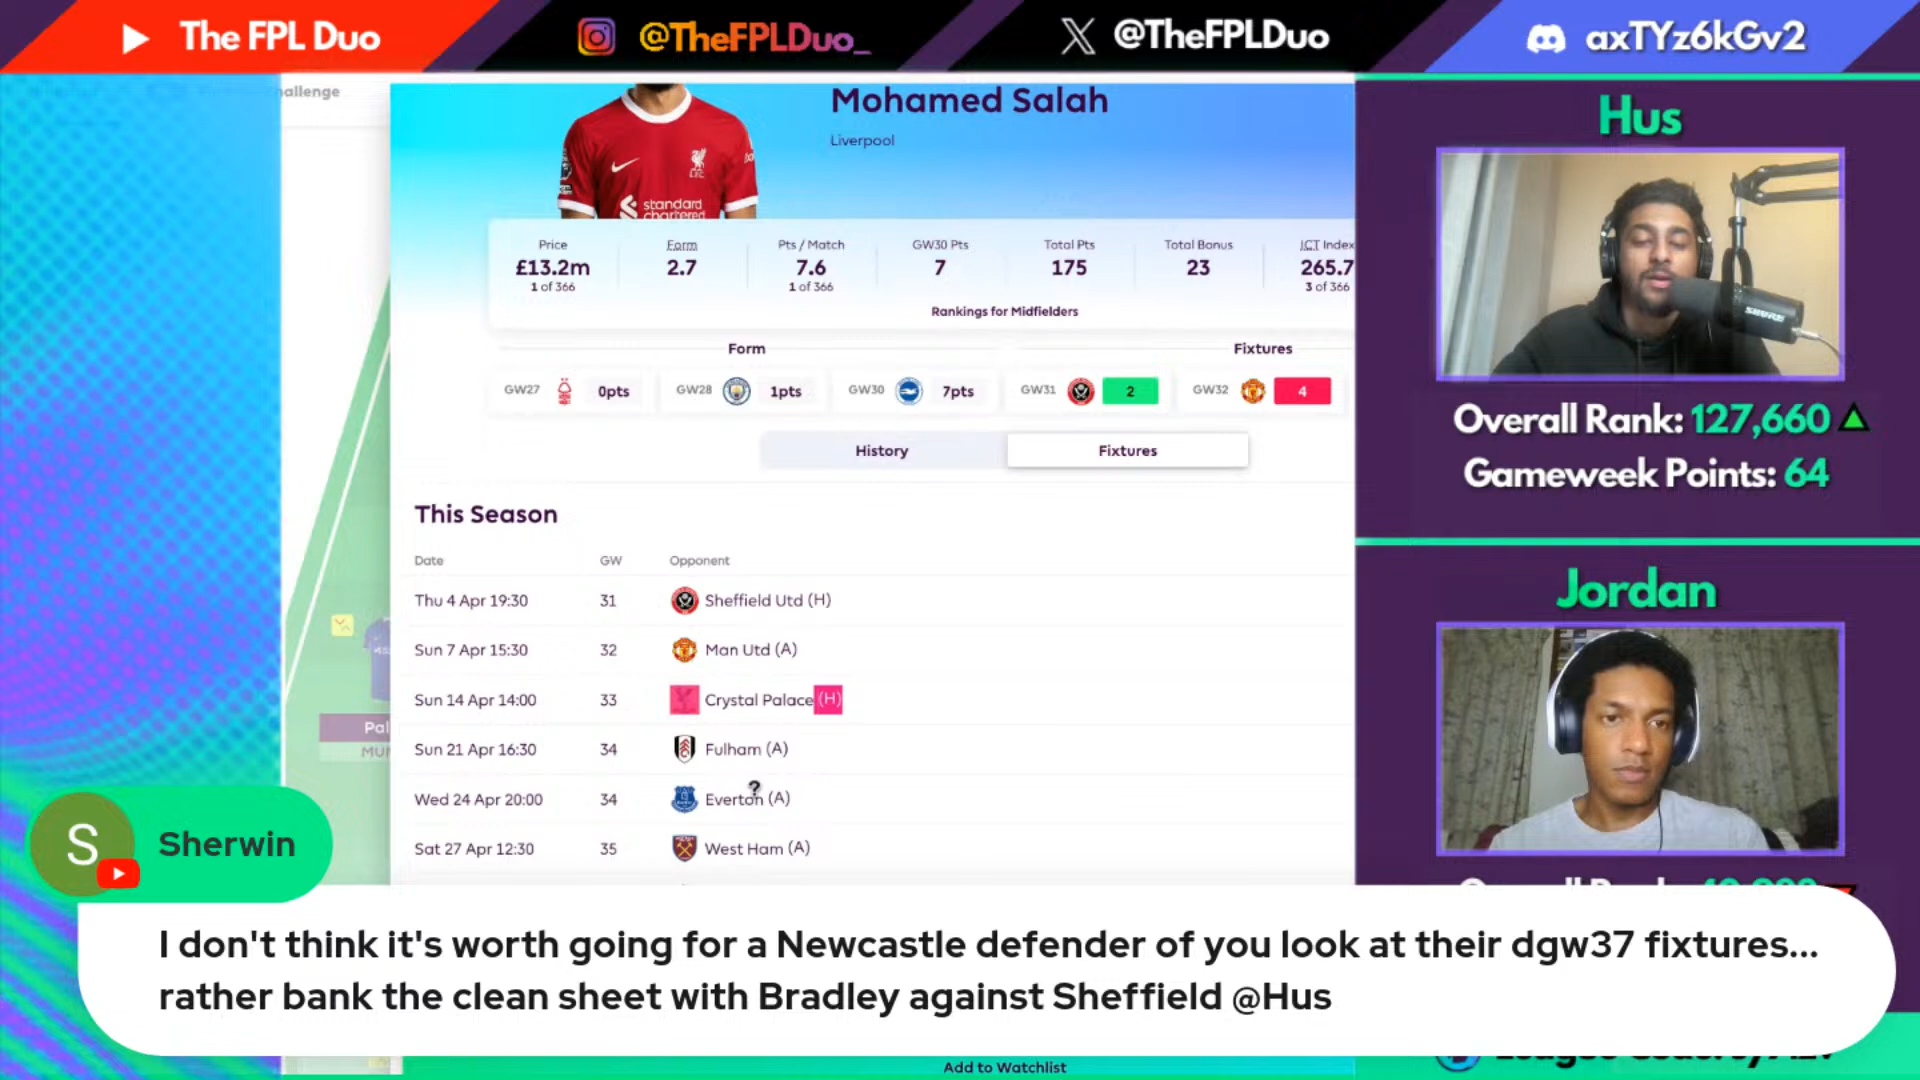 The FPL Duo
@TheFPLDuo_
@TheFPLDuo
axTYz6kGv2
hallenge
Mohamed Salah
Liverpool
standard
chartered
Price
£13.2m
1 of 366
Form
2.7
Pts / Match
7.6
1 of 366
GW30 Pts
7
Total Pts
175
Total Bonus
23
ICT Index
265.7
3 of 366
Rankings for Midfielders
Form
Fixtures
GW27 0pts
GW28 1pts
GW30 7pts
GW31 2
GW32 4
History
Fixtures
This Season
Date GW Opponent
Thu 4 Apr 19:30 31 Sheffield Utd (H)
Sun 7 Apr 15:30 32 Man Utd (A)
Sun 14 Apr 14:00 33 Crystal Palace (H)
Sun 21 Apr 16:30 34 Fulham (A)
Wed 24 Apr 20:00 34 Everton (A)
Sat 27 Apr 12:30 35 West Ham (A)
Add to Watchlist
Pal
MUN
Hus
SHURE
Overall Rank: 127,660
Gameweek Points: 64
Jordan
S
Sherwin
I don't think it's worth going for a Newcastle defender of you look at their dgw37 fixtures...
rather bank the clean sheet with Bradley against Sheffield @Hus